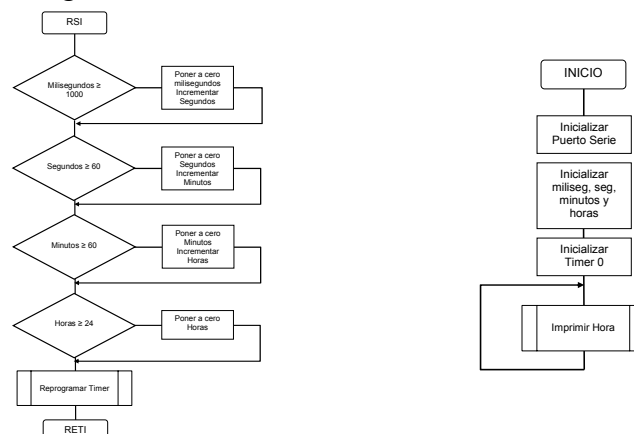 RSI
Milisegundos ≥
1000
Poner a cero
milisegundos
Incrementar
Segundos
Segundos ≥ 60
Poner a cero
Segundos
Incrementar
Minutos
Minutos ≥ 60
Poner a cero
Minutos
Incrementar
Horas
Horas ≥ 24
Poner a cero
Horas
Reprogramar Timer
RETI
INICIO
Inicializar
Puerto Serie
Inicializar
miliseg, seg,
minutos y
horas
Inicializar
Timer 0
Imprimir Hora